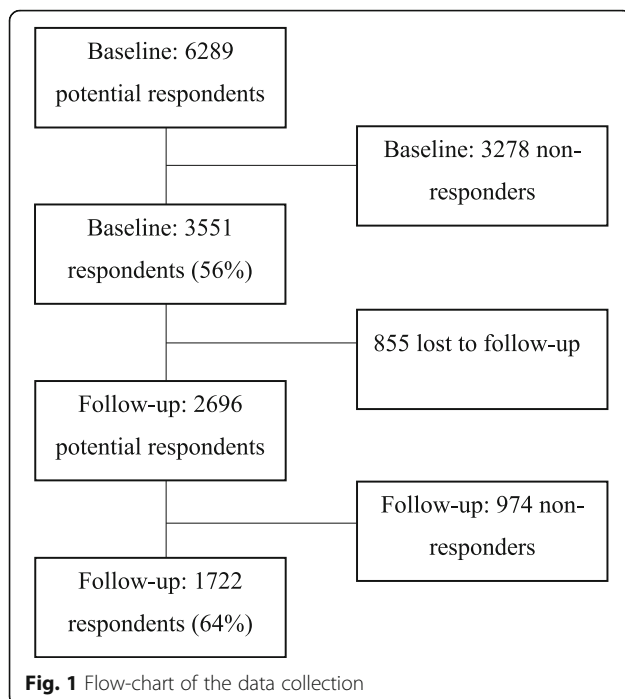 Baseline: 6289
potential respondents
Baseline: 3278 non-
responders
Baseline: 3551
respondents (56%)
855 lost to follow-up
Follow-up: 2696
potential respondents
Follow-up: 974 non-
responders
Follow-up: 1722
respondents (64%)
Fig. 1 Flow-chart of the data collection